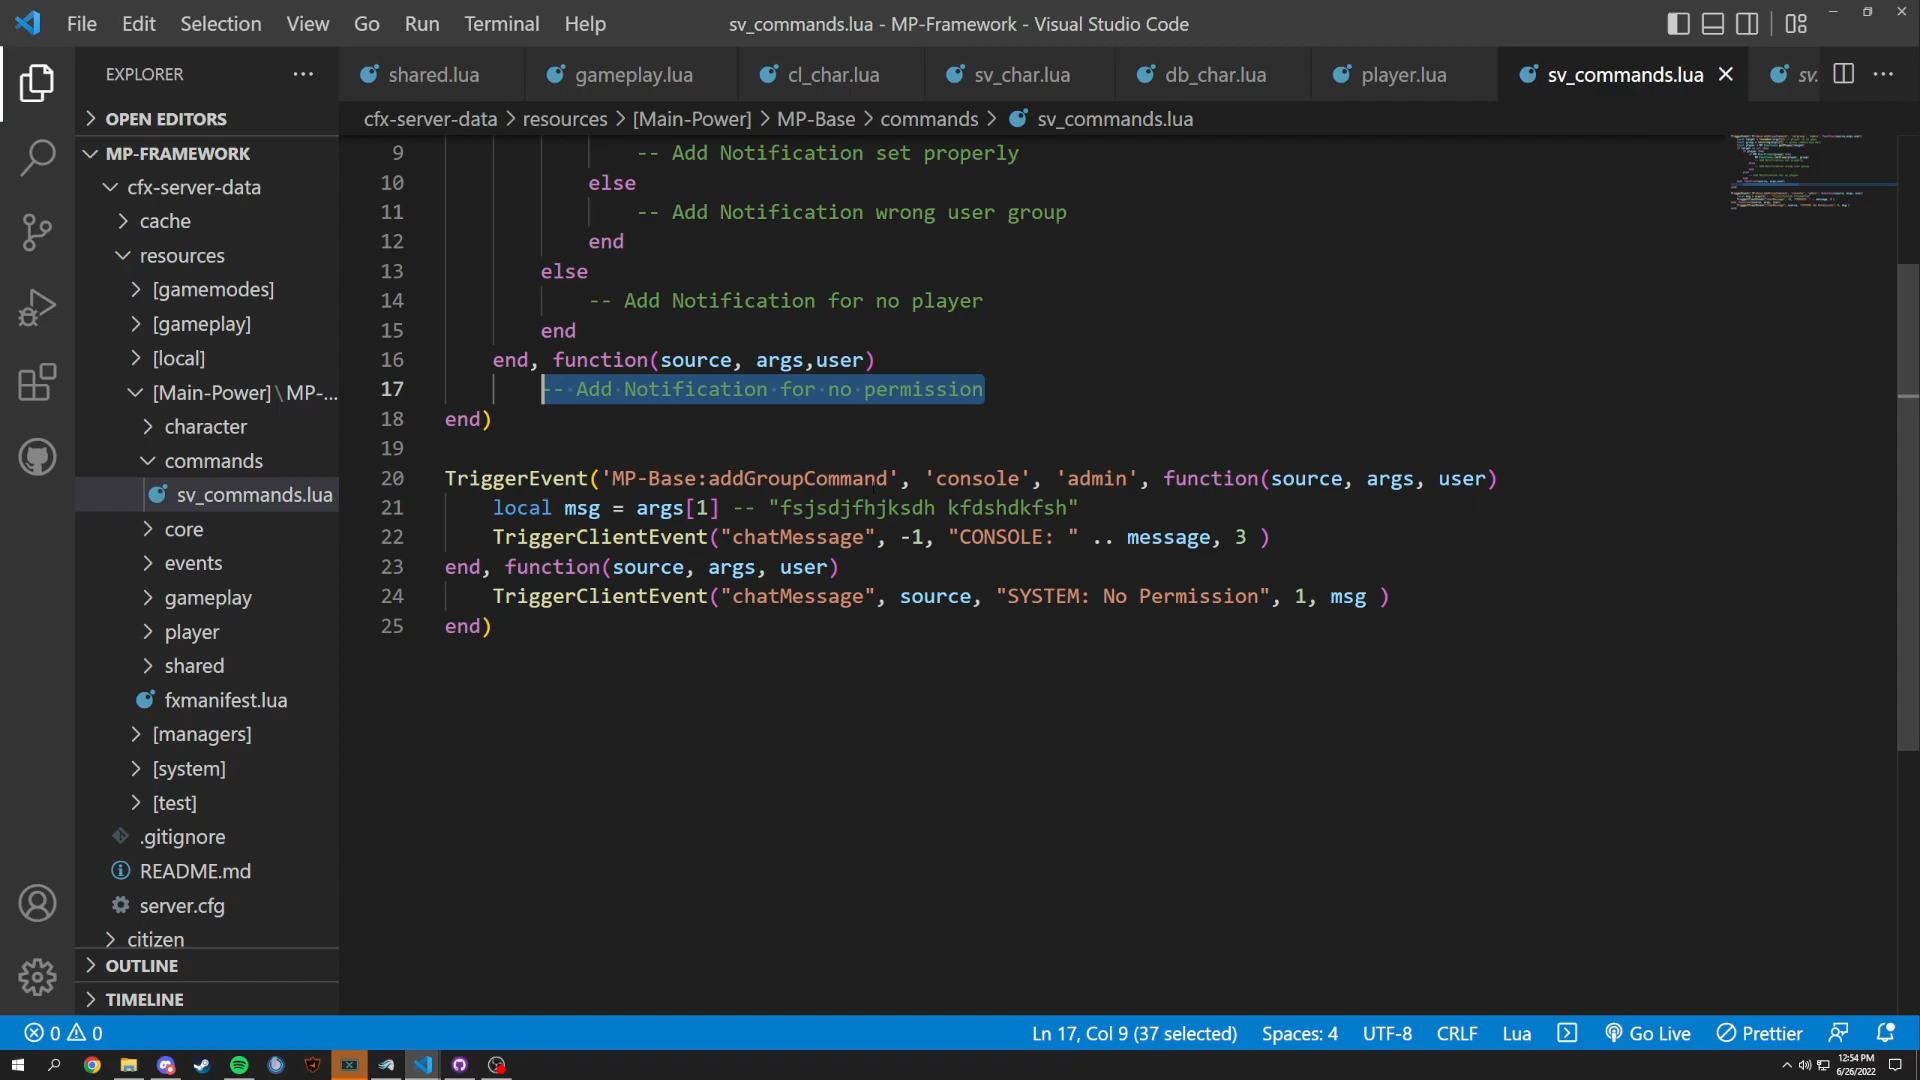 File Edit Selection View Go Run Terminal Help
sv_commands.lua - MP-Framework - Visual Studio Code
EXPLORER
shared.lua
gameplay.lua
cl_char.lua
sv_char.lua
db_char.lua
player.lua
sv_commands.lua
sv.
OPEN EDITORS
cfx-server-data > resources > [Main-Power] > MP-Base > commands > sv_commands.lua
MP-FRAMEWORK
cfx-server-data
cache
resources
[gamemodes]
[gameplay]
[local]
[Main-Power]\MP-...
character
commands
sv_commands.lua
core
events
gameplay
player
shared
fxmanifest.lua
[managers]
[system]
[test]
.gitignore
README.md
server.cfg
citizen
OUTLINE
TIMELINE
9 -- Add Notification set properly
10 else
11 -- Add Notification wrong user group
12 end
13 else
14 -- Add Notification for no player
15 end
16 end, function(source, args,user)
17 -- Add Notification for no permission
18 end)
19
20 TriggerEvent('MP-Base:addGroupCommand', 'console', 'admin', function(source, args, user)
21 local msg = args[1] -- "fsjsdjfhjksdh kfdshdkfsh"
22 TriggerClientEvent("chatMessage", -1, "CONSOLE: " .. message, 3 )
23 end, function(source, args, user)
24 TriggerClientEvent("chatMessage", source, "SYSTEM: No Permission", 1, msg )
25 end)
0 0
Ln 17, Col 9 (37 selected) Spaces: 4 UTF-8 CRLF Lua Go Live Prettier
12:54 PM
6/26/2022